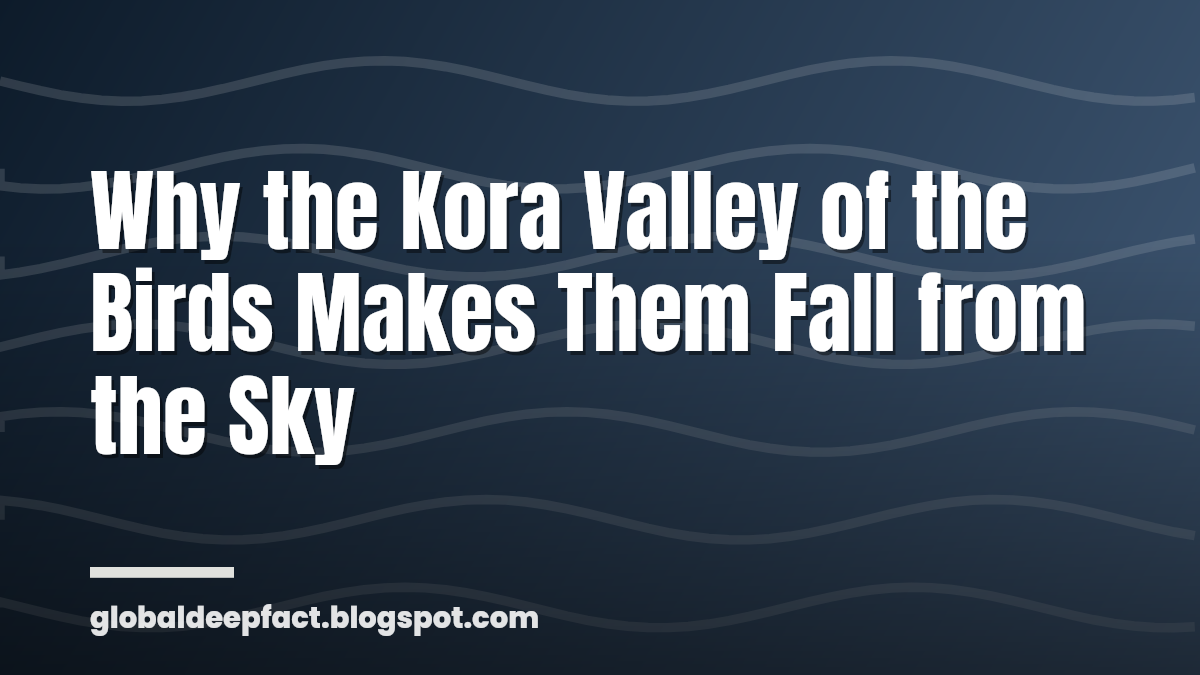 Why the Kora Valley of the
Birds Makes Them Fall from
the Sky
globaldeepfact.blogspot.com